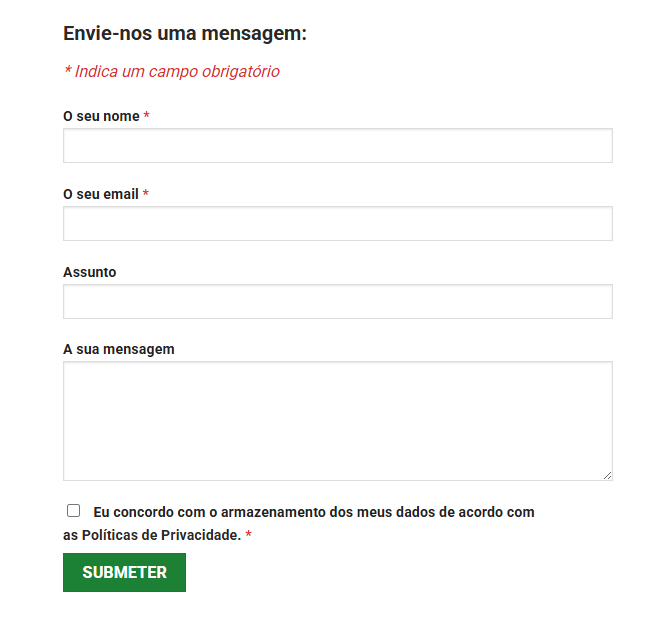 Envie-nos uma mensagem:
* Indica um campo obrigatório
O seu nome *
O seu email *
Assunto
A sua mensagem
Eu concordo com o armazenamento dos meus dados de acordo com
as Políticas de Privacidade. *
SUBMETER